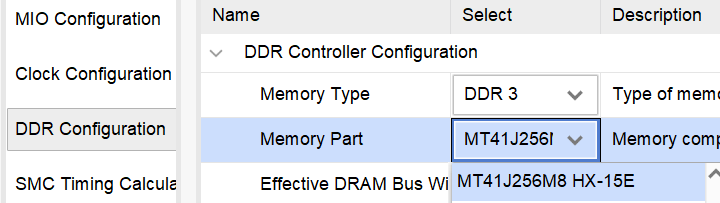 MIO Configuration
Name Select Description
DDR Controller Configuration
Clock Configuration
Memory Type DDR 3 Type of memo
DDR Configuration
Memory Part MT41J256M Memory comp
SMC Timing Calcula
Effective DRAM Bus Wi
MT41J256M8 HX-15E